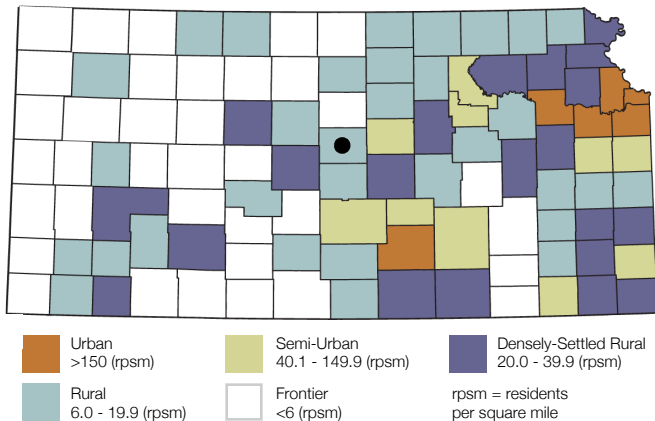 Urban
>150 (rpsm)
Semi-Urban
40.1 - 149.9 (rpsm)
Densely-Settled Rural
20.0 - 39.9 (rpsm)
Rural
6.0 - 19.9 (rpsm)
Frontier
<6 (rpsm)
rpsm = residents
per square mile